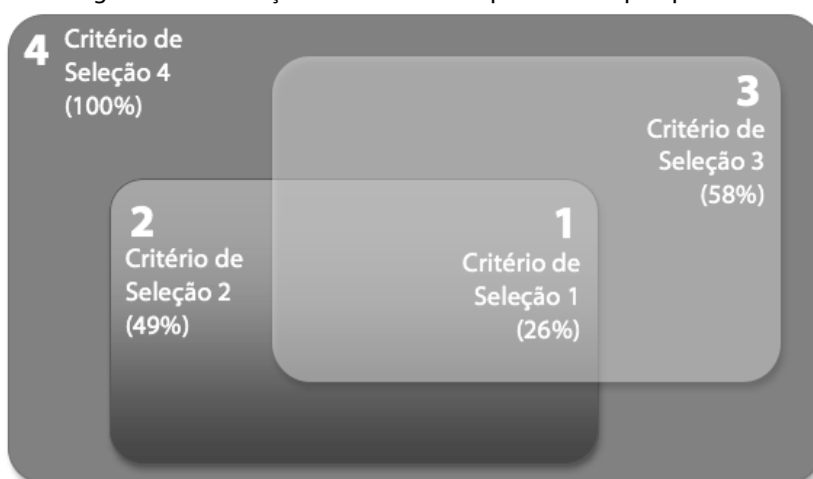 4
Critério de
Seleção 4
(100%)
3
Critério de
Seleção 3
(58%)
2
Critério de
Seleção 2
(49%)
1
Critério de
Seleção 1
(26%)